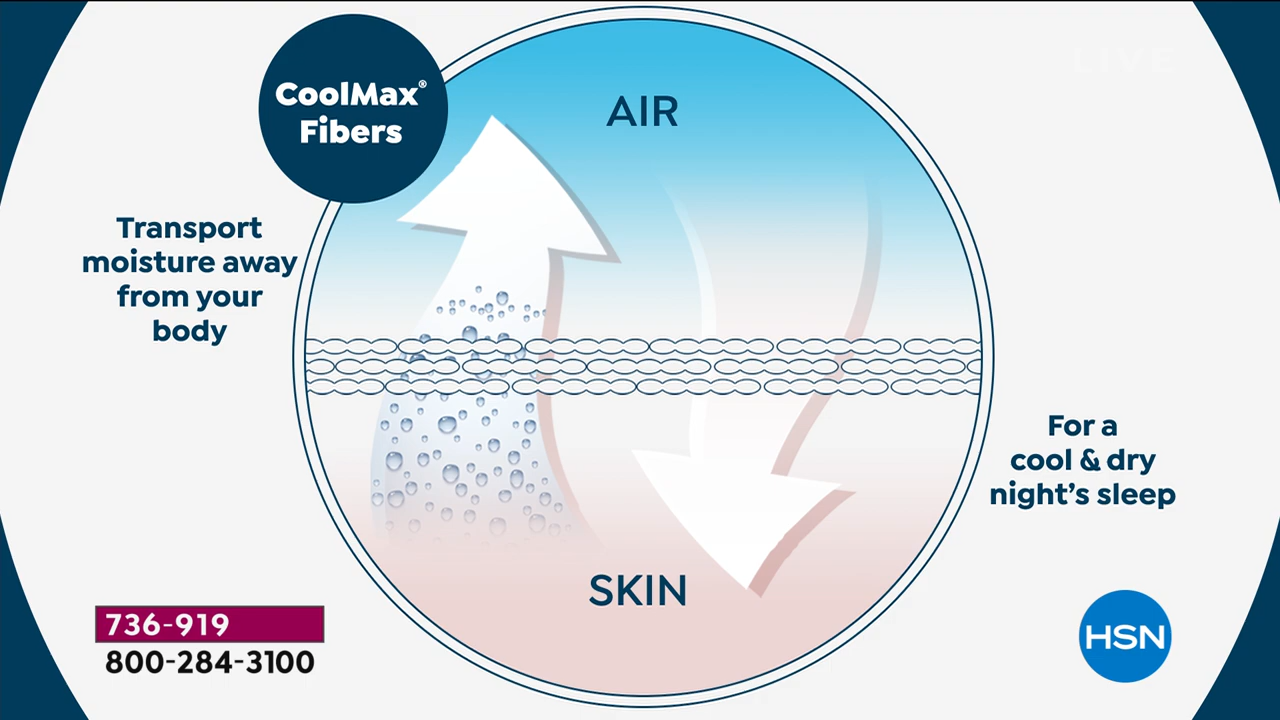 LIVE
CoolMax®
Fibers
AIR
Transport
moisture away
from your
body
For a
cool & dry
night's sleep
SKIN
736-919
800-284-3100
HSN